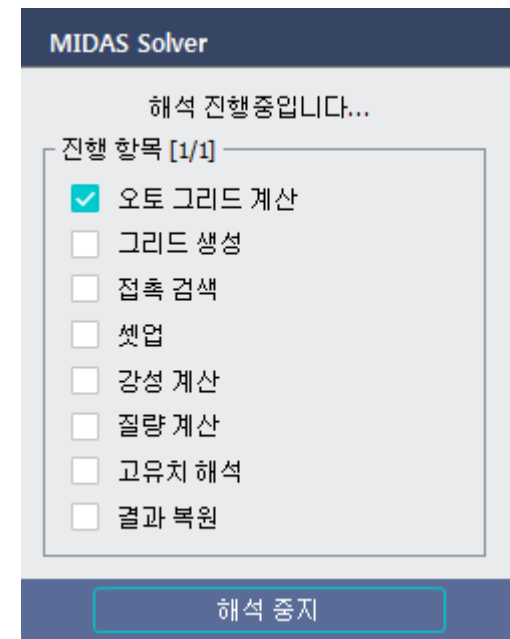 MIDAS Solver
해석 진행중입니다...
진행 항목 [1/1]
오토 그리드 계산
그리드 생성
접촉 검색
셋업
강성 계산
질량 계산
고유치 해석
결과 복원
해석 중지